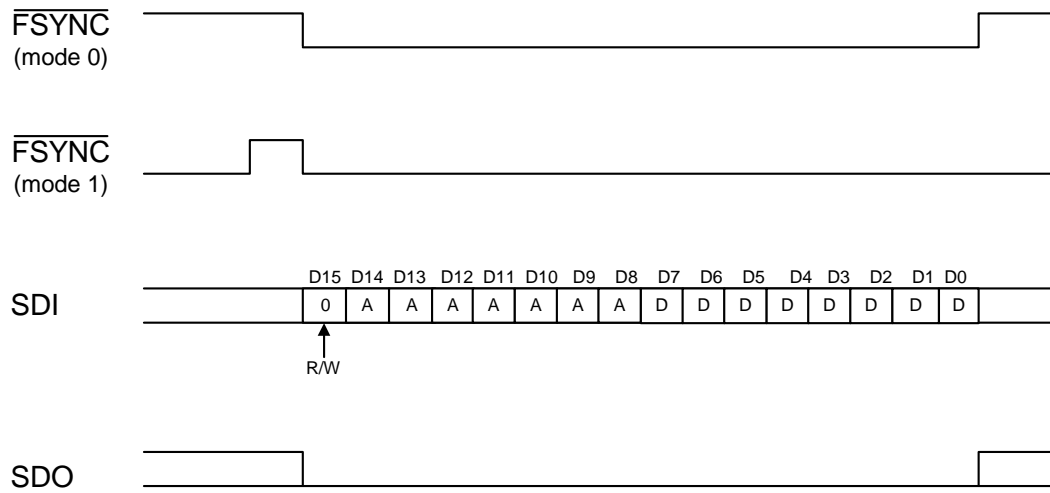 FSYNC
(mode 0)
FSYNC
(mode 1)
D15 D14 D13 D12 D11 D10 D9 D8 D7 D6 D5 D4 D3 D2 D1 D0
SDI
0 A A A A A A A D D D D D D D D
R/W
SDO